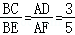 BC/BE = AD/AF = 3/5